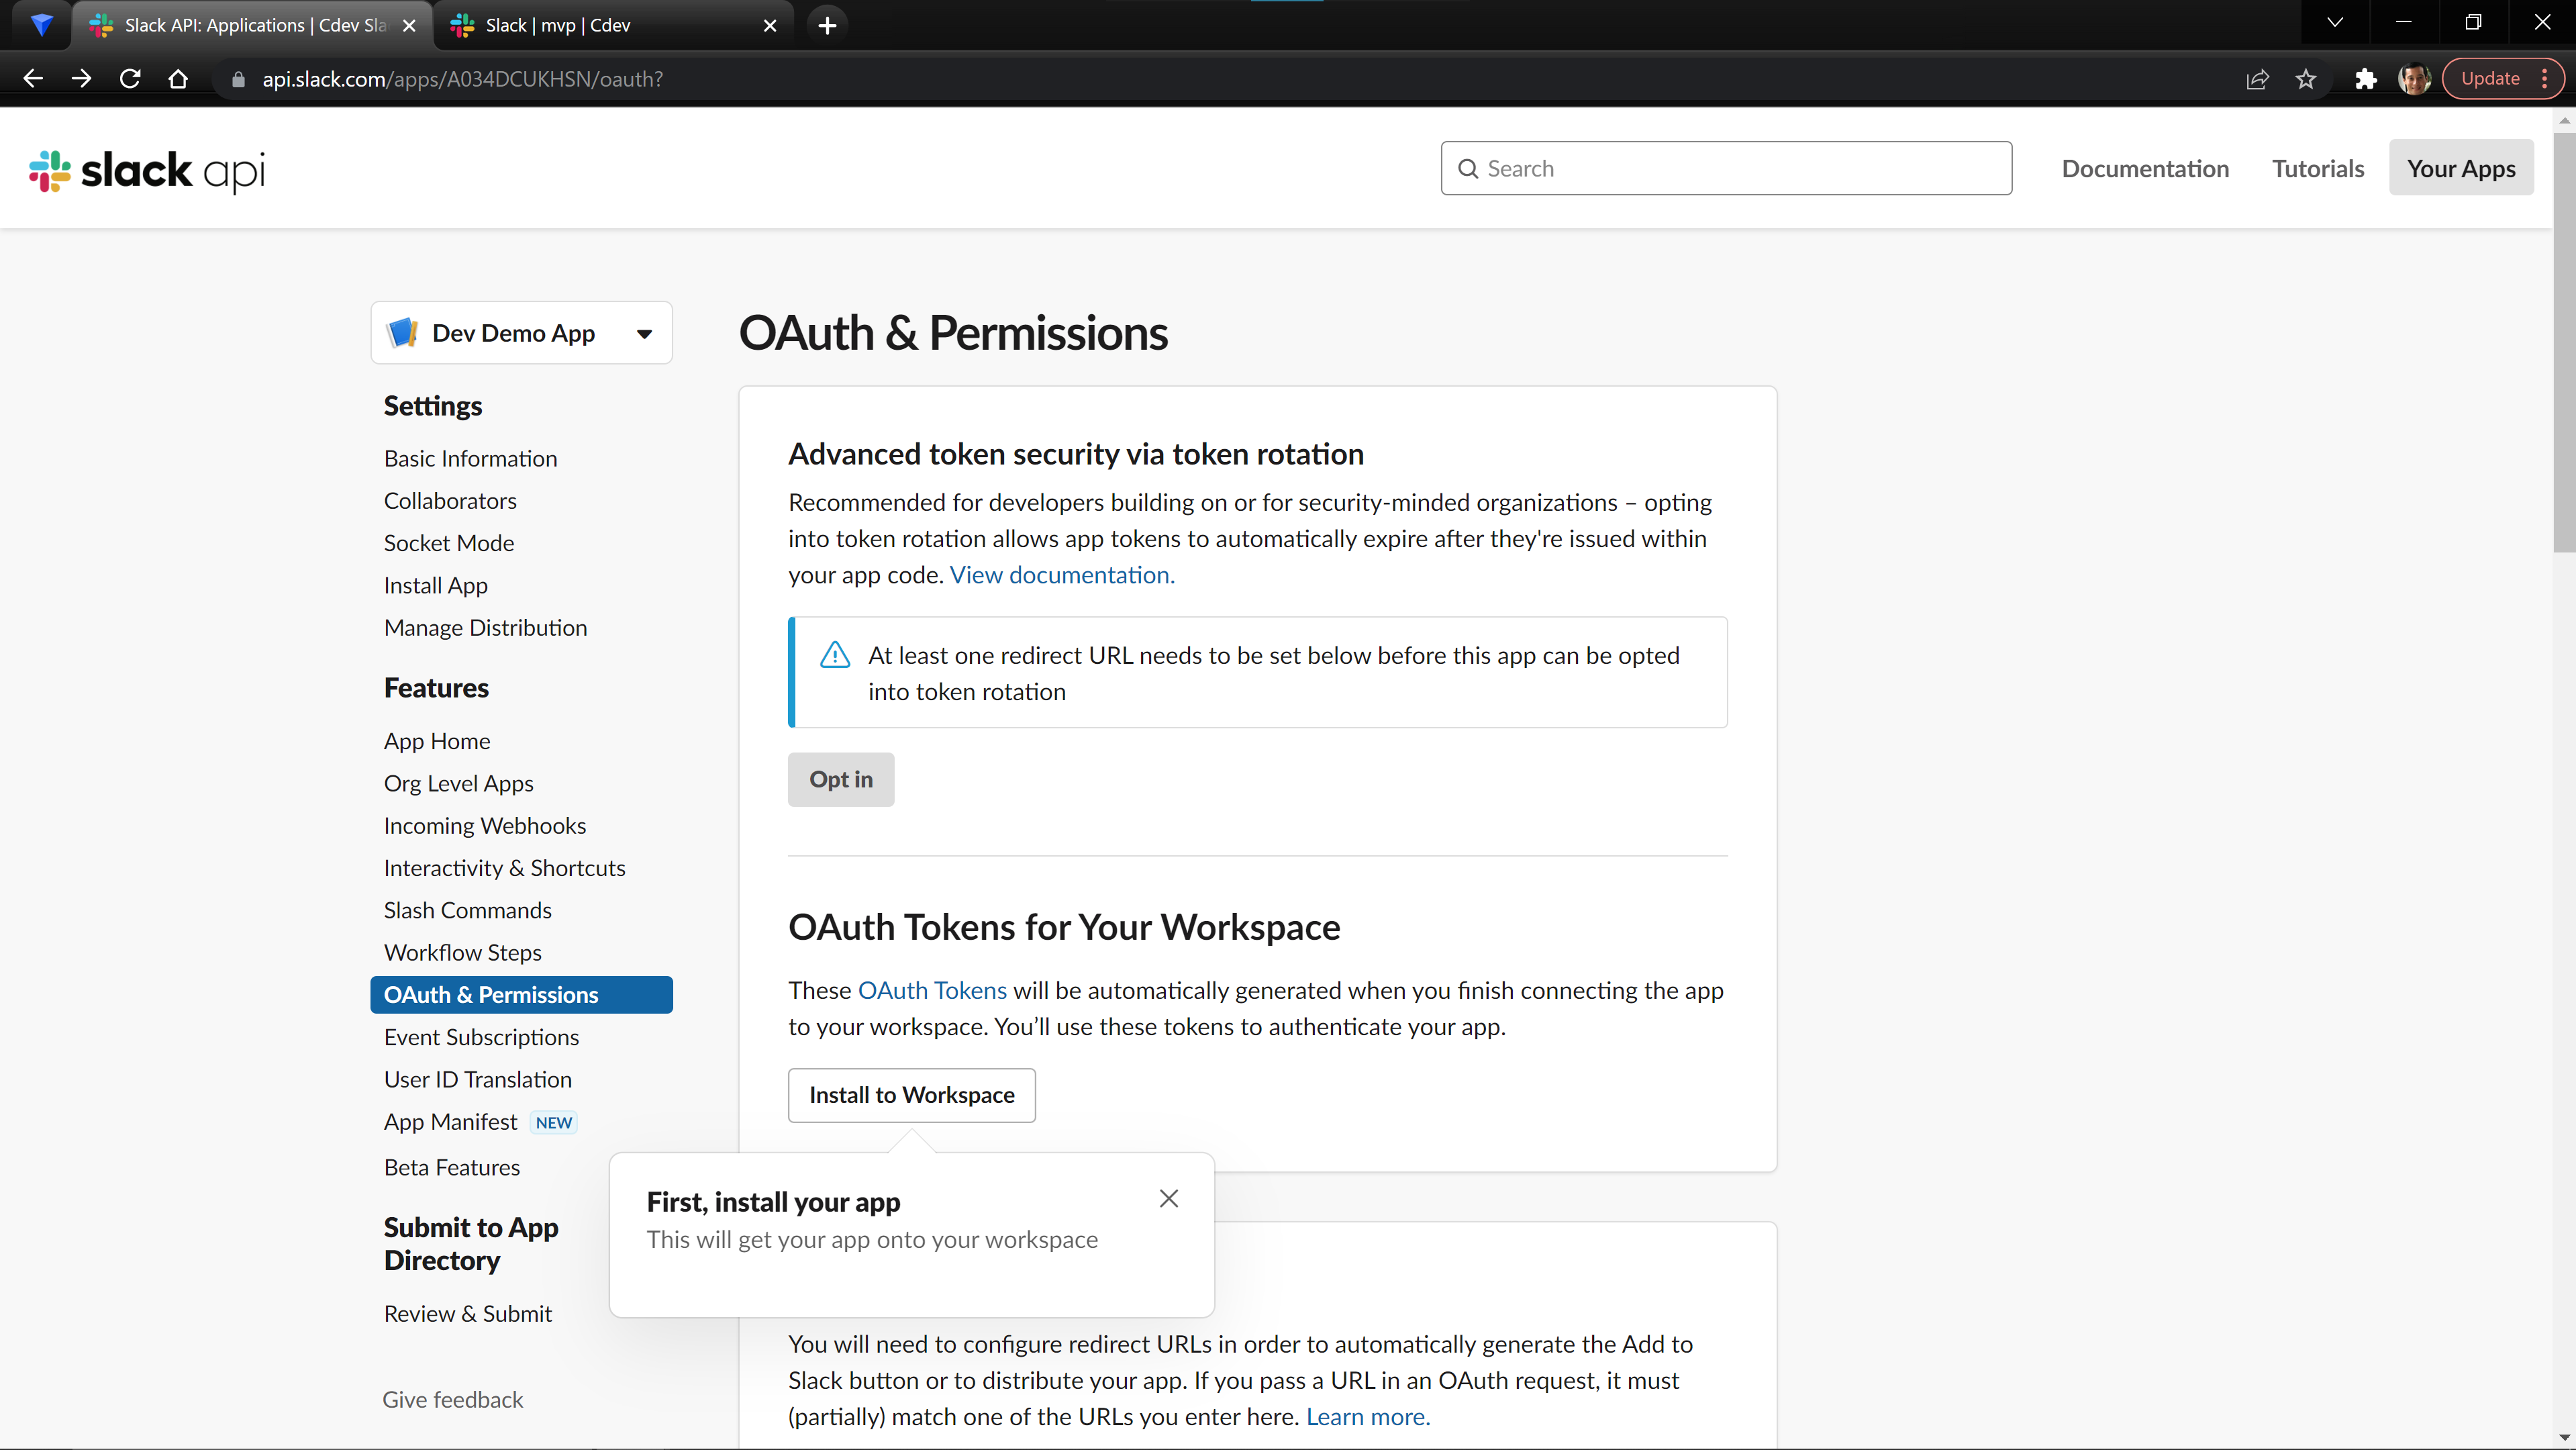 Slack API: Applications | Cdev Sla
Slack | mvp | Cdev
api.slack.com/apps/A034DCUKHSN/oauth?
Update
slack api
Search
Documentation
Tutorials
Your Apps
Dev Demo App
Settings
Basic Information
Collaborators
Socket Mode
Install App
Manage Distribution
Features
App Home
Org Level Apps
Incoming Webhooks
Interactivity & Shortcuts
Slash Commands
Workflow Steps
OAuth & Permissions
Event Subscriptions
User ID Translation
App Manifest NEW
Beta Features
Submit to App
Directory
Review & Submit
Give feedback
OAuth & Permissions
Advanced token security via token rotation
Recommended for developers building on or for security-minded organizations – opting
into token rotation allows app tokens to automatically expire after they're issued within
your app code. View documentation.
At least one redirect URL needs to be set below before this app can be opted
into token rotation
Opt in
OAuth Tokens for Your Workspace
These OAuth Tokens will be automatically generated when you finish connecting the app
to your workspace. You’ll use these tokens to authenticate your app.
Install to Workspace
First, install your app
This will get your app onto your workspace
You will need to configure redirect URLs in order to automatically generate the Add to
Slack button or to distribute your app. If you pass a URL in an OAuth request, it must
(partially) match one of the URLs you enter here. Learn more.